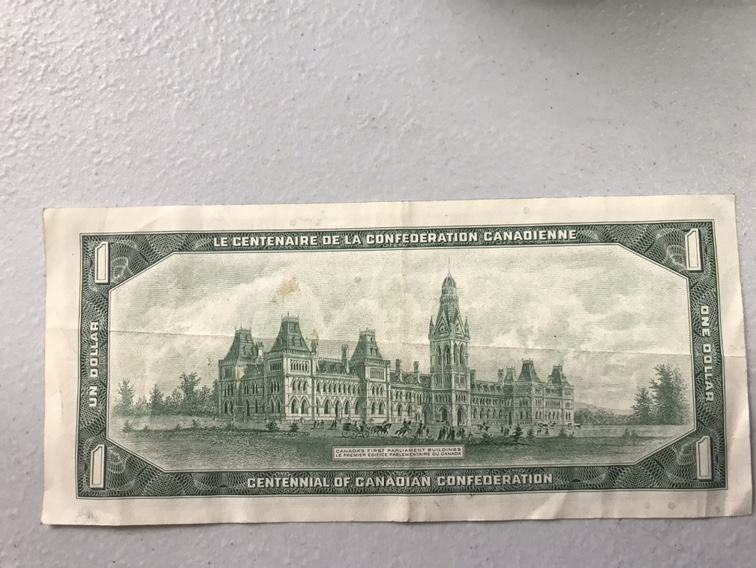 LE CENTENAIRE DE LA CONFEDERATION CANADIENNE
1
1
UN DOLLAR
ONE DOLLAR
CANADA'S FIRST PARLIAMENT BUILDINGS
LE PREMIER EDIFICE PARLEMENTAIRE DU CANADA
1
1
CENTENNIAL OF CANADIAN CONFEDERATION